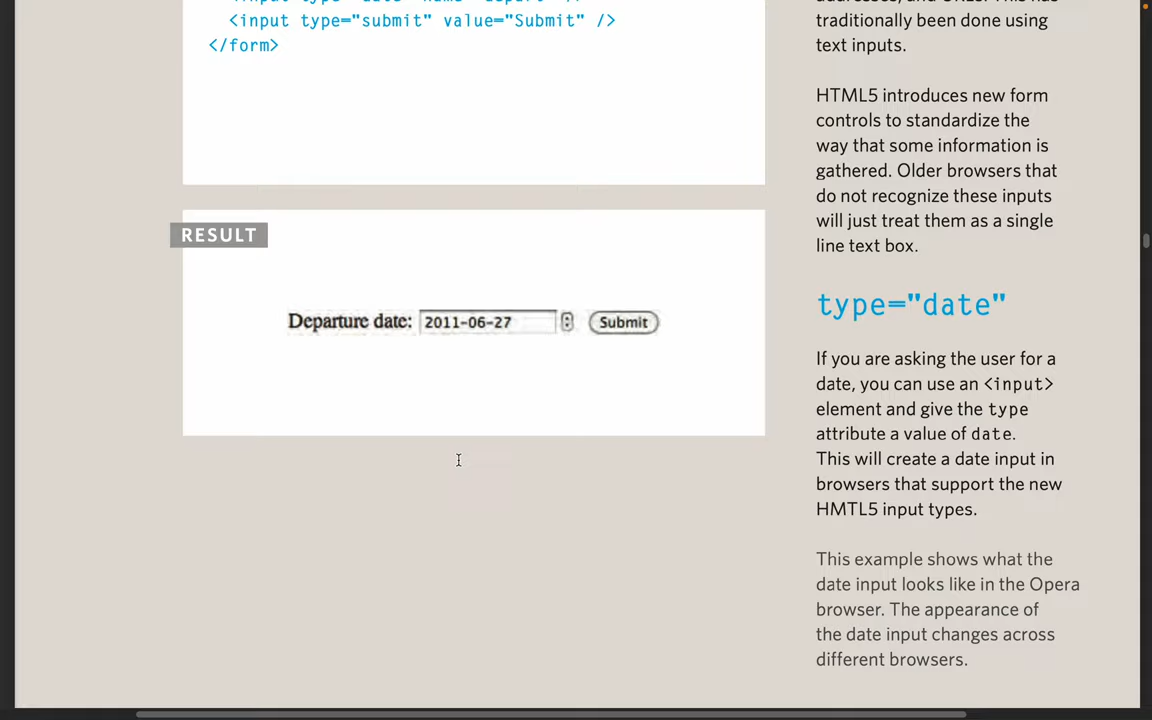 <input type="submit" value="Submit" />
</form>
RESULT
Departure date: 2011-06-27 Submit
traditionally been done using
text inputs.
HTML5 introduces new form
controls to standardize the
way that some information is
gathered. Older browsers that
do not recognize these inputs
will just treat them as a single
line text box.
type="date"
If you are asking the user for a
date, you can use an <input>
element and give the type
attribute a value of date.
This will create a date input in
browsers that support the new
HMTL5 input types.
This example shows what the
date input looks like in the Opera
browser. The appearance of
the date input changes across
different browsers.